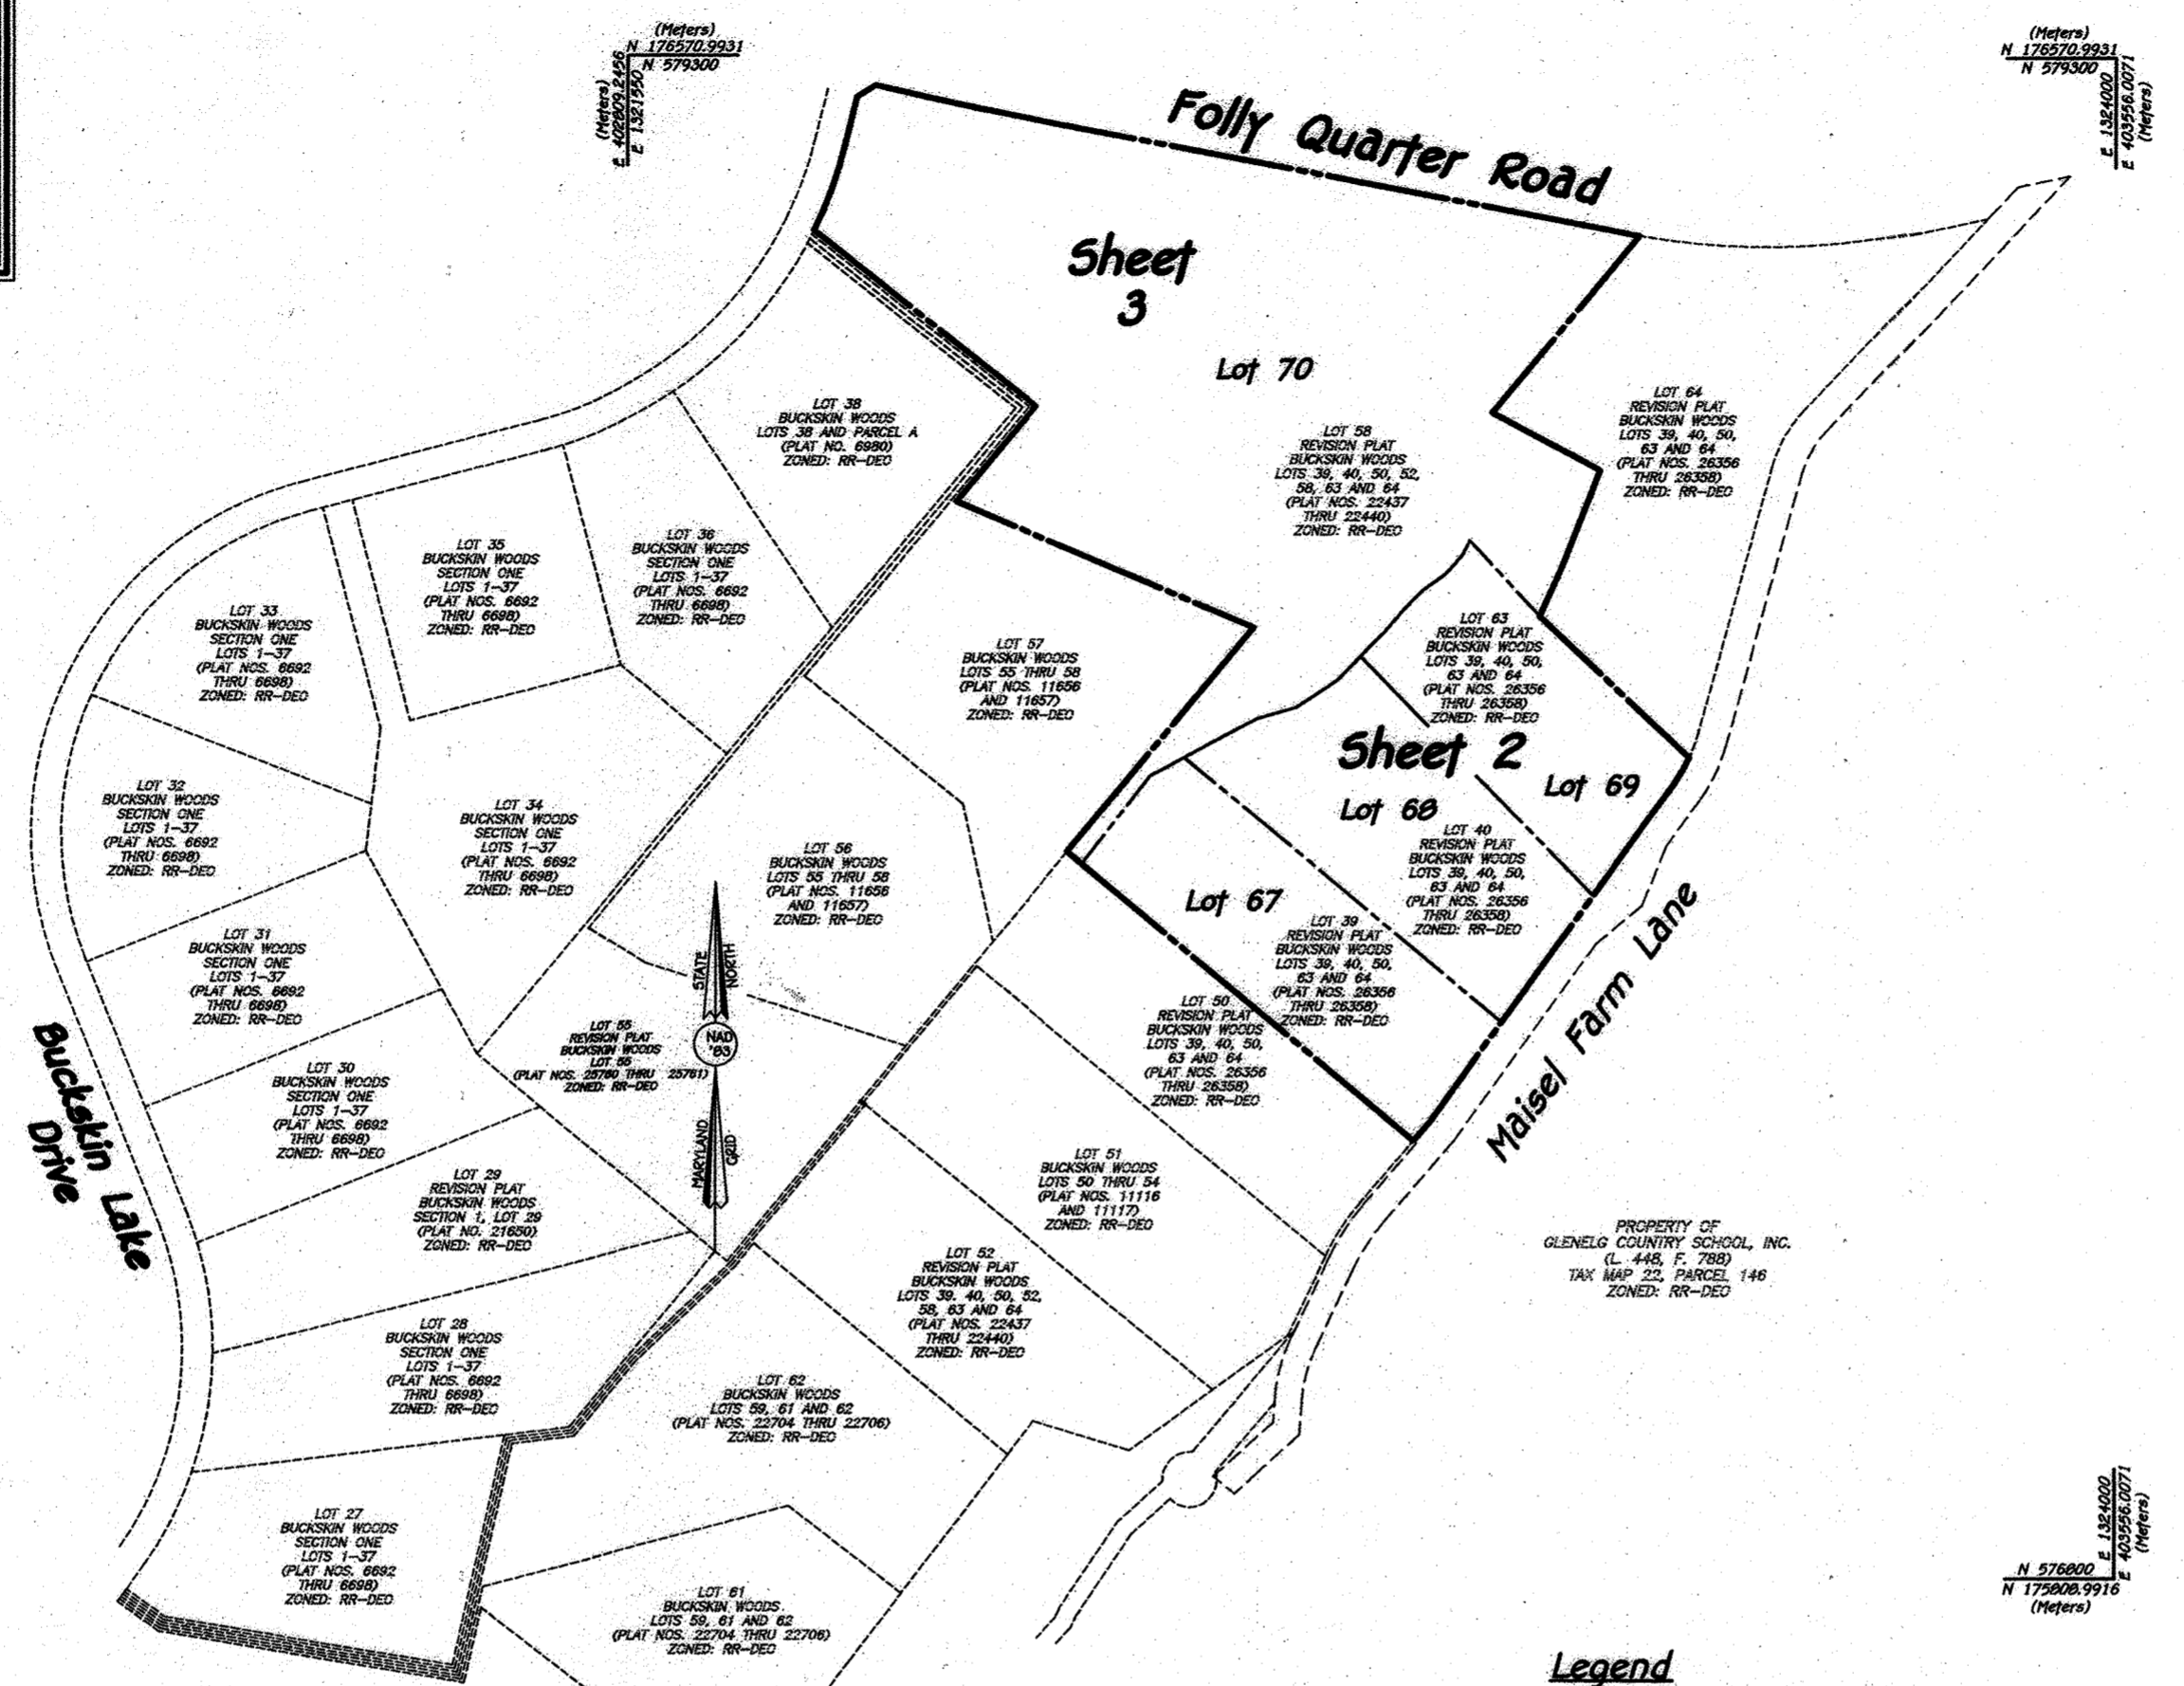 (Meters)
N 176570.9931
N 579300
(Meters)
E 402809.2456
E 1321550
(Meters)
N 176570.9931
N 579300
E 1324000
E 403556.0071
(Meters)
Folly Quarter Road
Sheet
3
Lot 70
LOT 38
BUCKSKIN WOODS
LOTS 38 AND PARCEL A
(PLAT NO. 6980)
ZONED: RR-DEO
LOT 58
REVISION PLAT
BUCKSKIN WOODS
LOTS 39, 40, 50, 52,
58, 63 AND 64
(PLAT NOS. 22437
THRU 22440)
ZONED: RR-DEO
LOT 64
REVISION PLAT
BUCKSKIN WOODS
LOTS 39, 40, 50,
63 AND 64
(PLAT NOS. 26356
THRU 26358)
ZONED: RR-DEO
LOT 35
BUCKSKIN WOODS
SECTION ONE
LOTS 1-37
(PLAT NOS. 6692
THRU 6698)
ZONED: RR-DEO
LOT 36
BUCKSKIN WOODS
SECTION ONE
LOTS 1-37
(PLAT NOS. 6692
THRU 6698)
ZONED: RR-DEO
LOT 33
BUCKSKIN WOODS
SECTION ONE
LOTS 1-37
(PLAT NOS. 6692
THRU 6698)
ZONED: RR-DEO
LOT 57
BUCKSKIN WOODS
LOTS 55 THRU 58
(PLAT NOS. 11656
AND 11657)
ZONED: RR-DEO
LOT 63
REVISION PLAT
BUCKSKIN WOODS
LOTS 39, 40, 50,
63 AND 64
(PLAT NOS. 26356
THRU 26358)
ZONED: RR-DEO
Sheet 2
Lot 69
Lot 68
LOT 32
BUCKSKIN WOODS
SECTION ONE
LOTS 1-37
(PLAT NOS. 6692
THRU 6698)
ZONED: RR-DEO
LOT 34
BUCKSKIN WOODS
SECTION ONE
LOTS 1-37
(PLAT NOS. 6692
THRU 6698)
ZONED: RR-DEO
LOT 56
BUCKSKIN WOODS
LOTS 55 THRU 58
(PLAT NOS. 11656
AND 11657)
ZONED: RR-DEO
LOT 40
REVISION PLAT
BUCKSKIN WOODS
LOTS 39, 40, 50,
63 AND 64
(PLAT NOS. 26356
THRU 26358)
ZONED: RR-DEO
Lot 67
LOT 39
REVISION PLAT
BUCKSKIN WOODS
LOTS 39, 40, 50,
63 AND 64
(PLAT NOS. 26356
THRU 26358)
ZONED: RR-DEO
Maisel Farm Lane
LOT 31
BUCKSKIN WOODS
SECTION ONE
LOTS 1-37
(PLAT NOS. 6692
THRU 6698)
ZONED: RR-DEO
STATE
NORTH
NAD
'83
MARYLAND
GRID
LOT 55
REVISION PLAT
BUCKSKIN WOODS
LOT 55
(PLAT NOS. 25760 THRU 25761)
ZONED: RR-DEO
LOT 50
REVISION PLAT
BUCKSKIN WOODS
LOTS 39, 40, 50,
63 AND 64
(PLAT NOS. 26356
THRU 26358)
ZONED: RR-DEO
Buckskin Lake
Drive
LOT 30
BUCKSKIN WOODS
SECTION ONE
LOTS 1-37
(PLAT NOS. 6692
THRU 6698)
ZONED: RR-DEO
LOT 29
REVISION PLAT
BUCKSKIN WOODS
SECTION 1, LOT 29
(PLAT NO. 21650)
ZONED: RR-DEO
LOT 51
BUCKSKIN WOODS
LOTS 50 THRU 54
(PLAT NOS. 11116
AND 11117)
ZONED: RR-DEO
PROPERTY OF
GLENELG COUNTRY SCHOOL, INC.
(L. 448, F. 788)
TAX MAP 22, PARCEL 146
ZONED: RR-DEO
LOT 52
REVISION PLAT
BUCKSKIN WOODS
LOTS 39. 40, 50, 52,
58, 63 AND 64
(PLAT NOS. 22437
THRU 22440)
ZONED: RR-DEO
LOT 28
BUCKSKIN WOODS
SECTION ONE
LOTS 1-37
(PLAT NOS. 6692
THRU 6698)
ZONED: RR-DEO
LOT 62
BUCKSKIN WOODS
LOTS 59, 61 AND 62
(PLAT NOS. 22704 THRU 22706)
ZONED: RR-DEO
LOT 27
BUCKSKIN WOODS
SECTION ONE
LOTS 1-37
(PLAT NOS. 6692
THRU 6698)
ZONED: RR-DEO
LOT 61
BUCKSKIN WOODS
LOTS 59, 61 AND 62
(PLAT NOS. 22704 THRU 22706)
ZONED: RR-DEO
E 1324000
E 403556.0071
(Meters)
N 576800
N 175808.9916
(Meters)
Legend